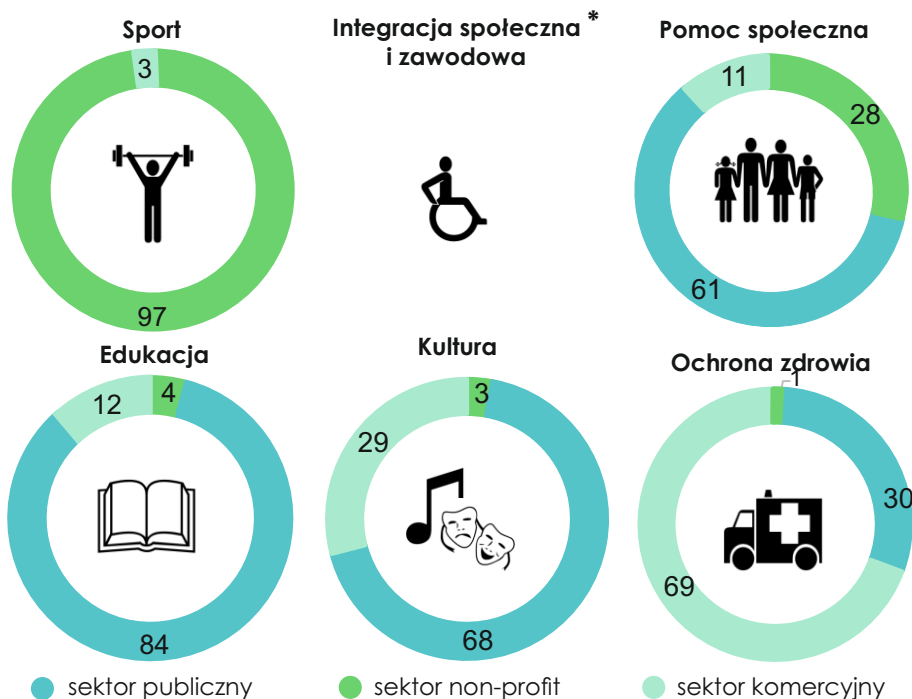 Sport
3
97
Integracja społeczna *
i zawodowa
Pomoc społeczna
11
28
61
Edukacja
12
4
84
Kultura
3
29
68
Ochrona zdrowia
1
30
69
sektor publiczny
sektor non-profit
sektor komercyjny